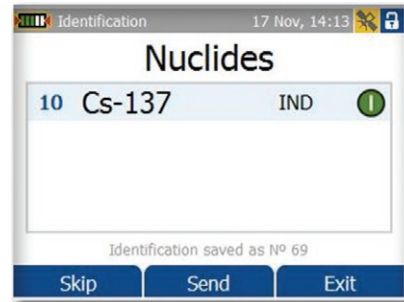 Identification 17 Nov, 14:13
Nuclides
10 Cs-137 IND I
Identification saved as Nº 69
Skip Send Exit